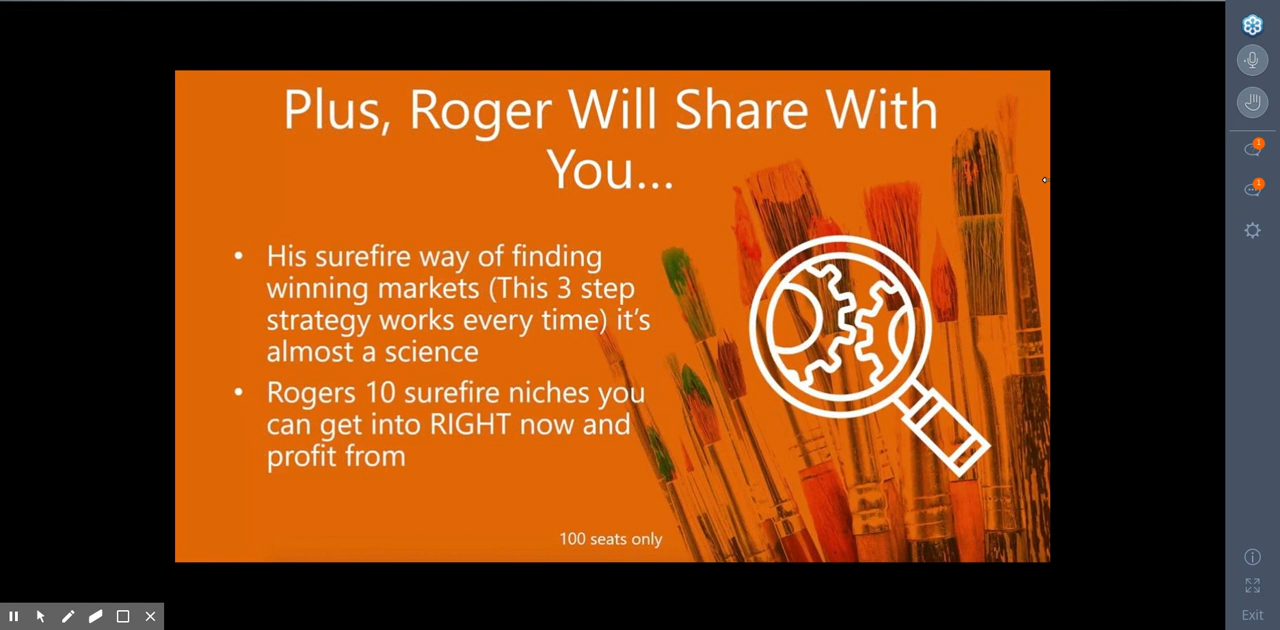 Plus, Roger Will Share With
You...
• His surefire way of finding
winning markets (This 3 step
strategy works every time) it's
almost a science
• Rogers 10 surefire niches you
can get into RIGHT now and
profit from
100 seats only
1
1
Exit